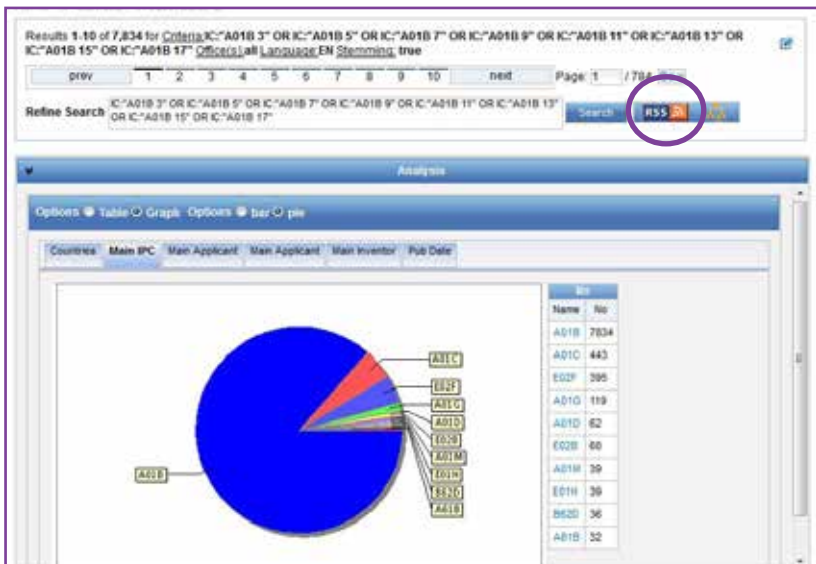 Results 1-10 of 7,834 for Criteria:IC:"A01B 3" OR IC:"A01B 5" OR IC:"A01B 7" OR IC:"A01B 9" OR IC:"A01B 11" OR IC:"A01B 13" OR
IC:"A01B 15" OR IC:"A01B 17" Office(s):all Language:EN Stemming: true
prev 1 2 3 4 5 6 7 8 9 10 next Page: 1 / 784
Refine Search IC:"A01B 3" OR IC:"A01B 5" OR IC:"A01B 7" OR IC:"A01B 9" OR IC:"A01B 11" OR IC:"A01B 13"
OR IC:"A01B 15" OR IC:"A01B 17"
Search RSS
Analysis
Options Table Graph Options bar pie
Countries Main IPC Main Applicant Main Applicant Main Inventor Pub Date
A01C
E02F
A01G
A01D
E02B
A01M
E01H
B62D
A61B
A01B
No
Name No
A01B 7834
A01C 443
E02F 395
A01G 119
A01D 62
E02B 60
A01M 39
E01H 39
B62D 36
32